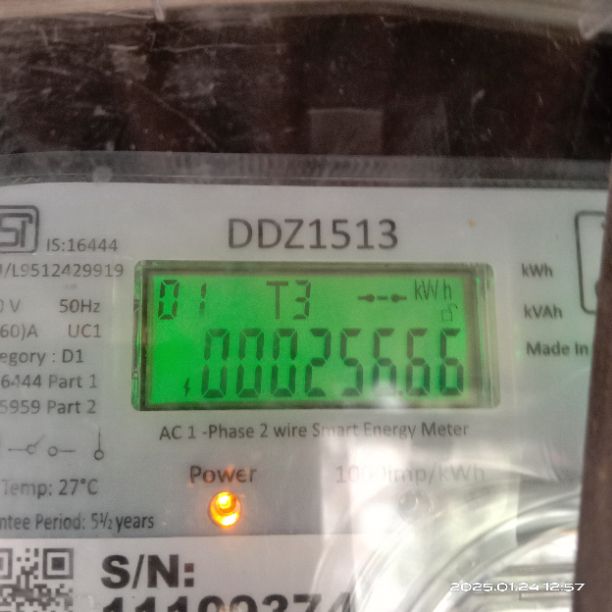 DDZ1513
IS:16444
/L9512429919
01 T3 kWh
00025666
kWh
kVAh
V 50Hz
60)A UC1
egory : D1
6444 Part 1
5959 Part 2
Made In
AC 1 -Phase 2 wire Smart Energy Meter
Temp: 27°C
Power
imp/kWh
ntee Period: 5½ years
S/N:
2025.01.24 12:57